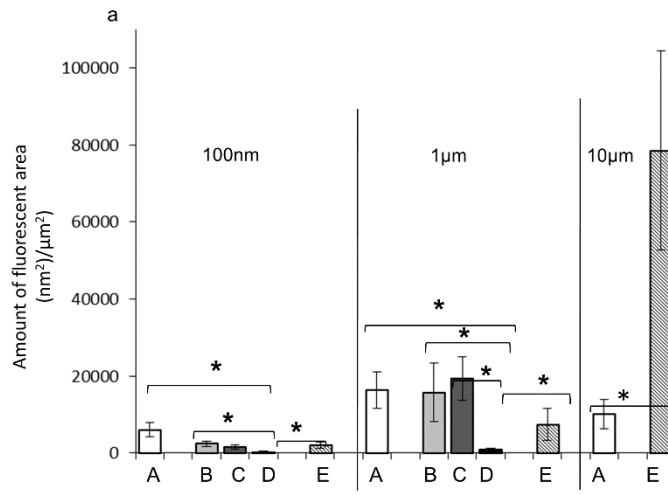 a
Amount of fluorescent area
(nm²)/µm²)
100000
80000
60000
40000
20000
0
100nm
1µm
10µm
*
*
*
*
*
*
*
*
A B C D E A B C D E A E